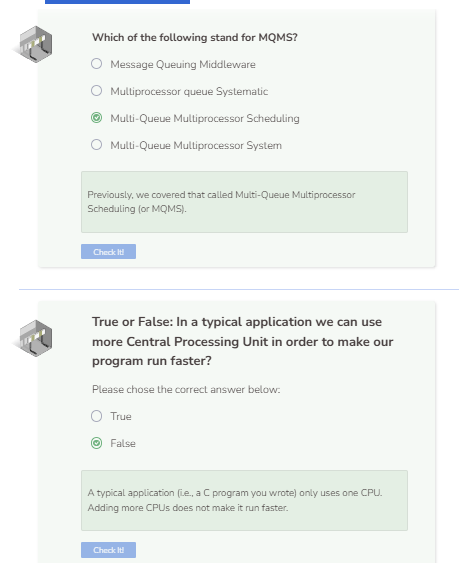 Which of the following stand for MQMS?
Message Queuing Middleware
Multiprocessor queue Systematic
Multi-Queue Multiprocessor Scheduling
Multi-Queue Multiprocessor System
Previously, we covered that called Multi-Queue Multiprocessor
Scheduling (or MQMS).
Check It!
True or False: In a typical application we can use
more Central Processing Unit in order to make our
program run faster?
Please chose the correct answer below:
True
False
A typical application (i.e., a C program you wrote) only uses one CPU.
Adding more CPUs does not make it run faster.
Check It!